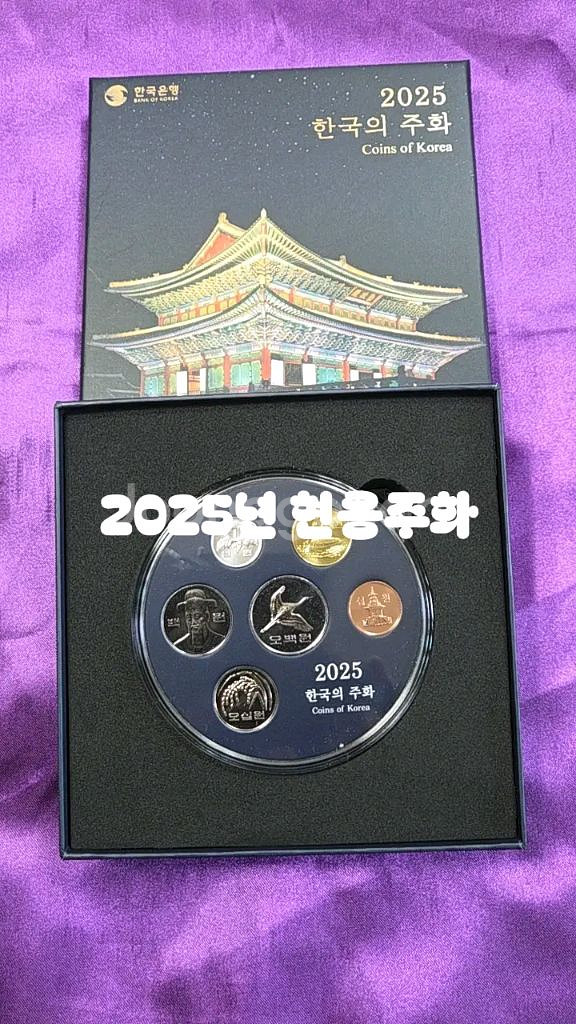 한국은행
BANK OF KOREA
2025
한국의 주화
Coins of Korea
2025년 현용주화
백원
오백원
십원
오십원
2025
한국의 주화
Coins of Korea